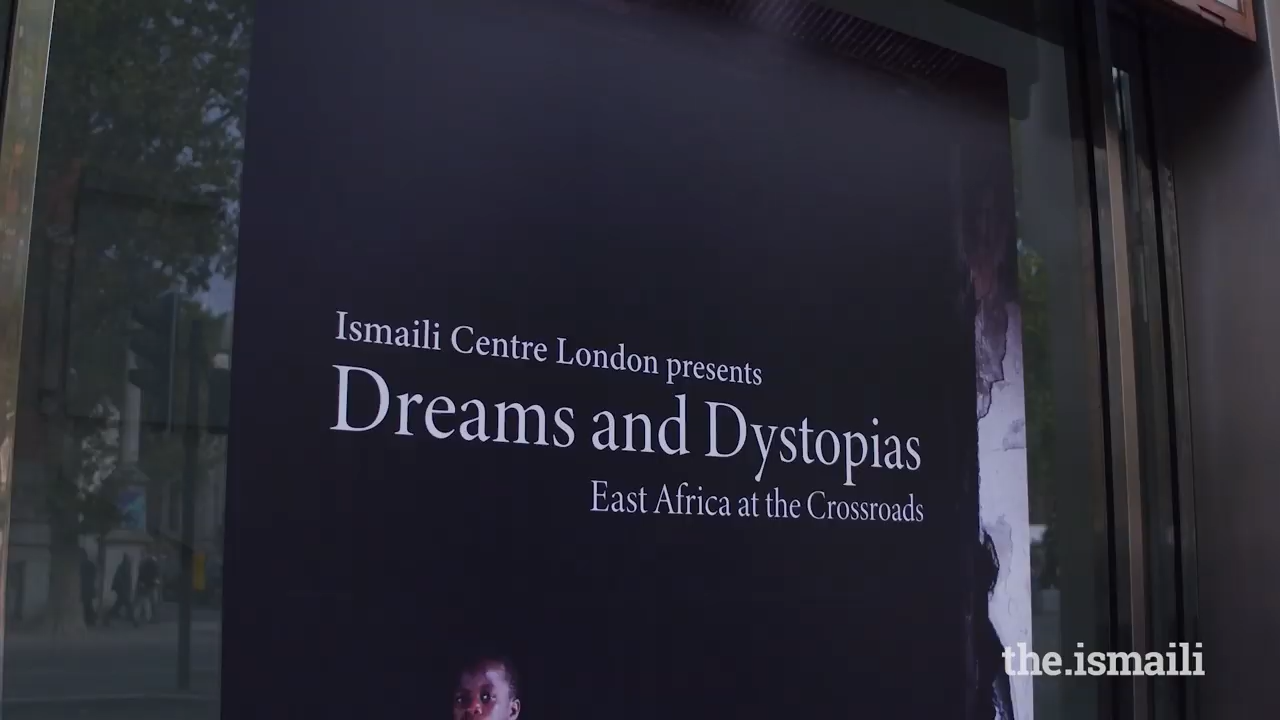 Ismaili Centre London presents
Dreams and Dystopias
East Africa at the Crossroads
the.ismaili